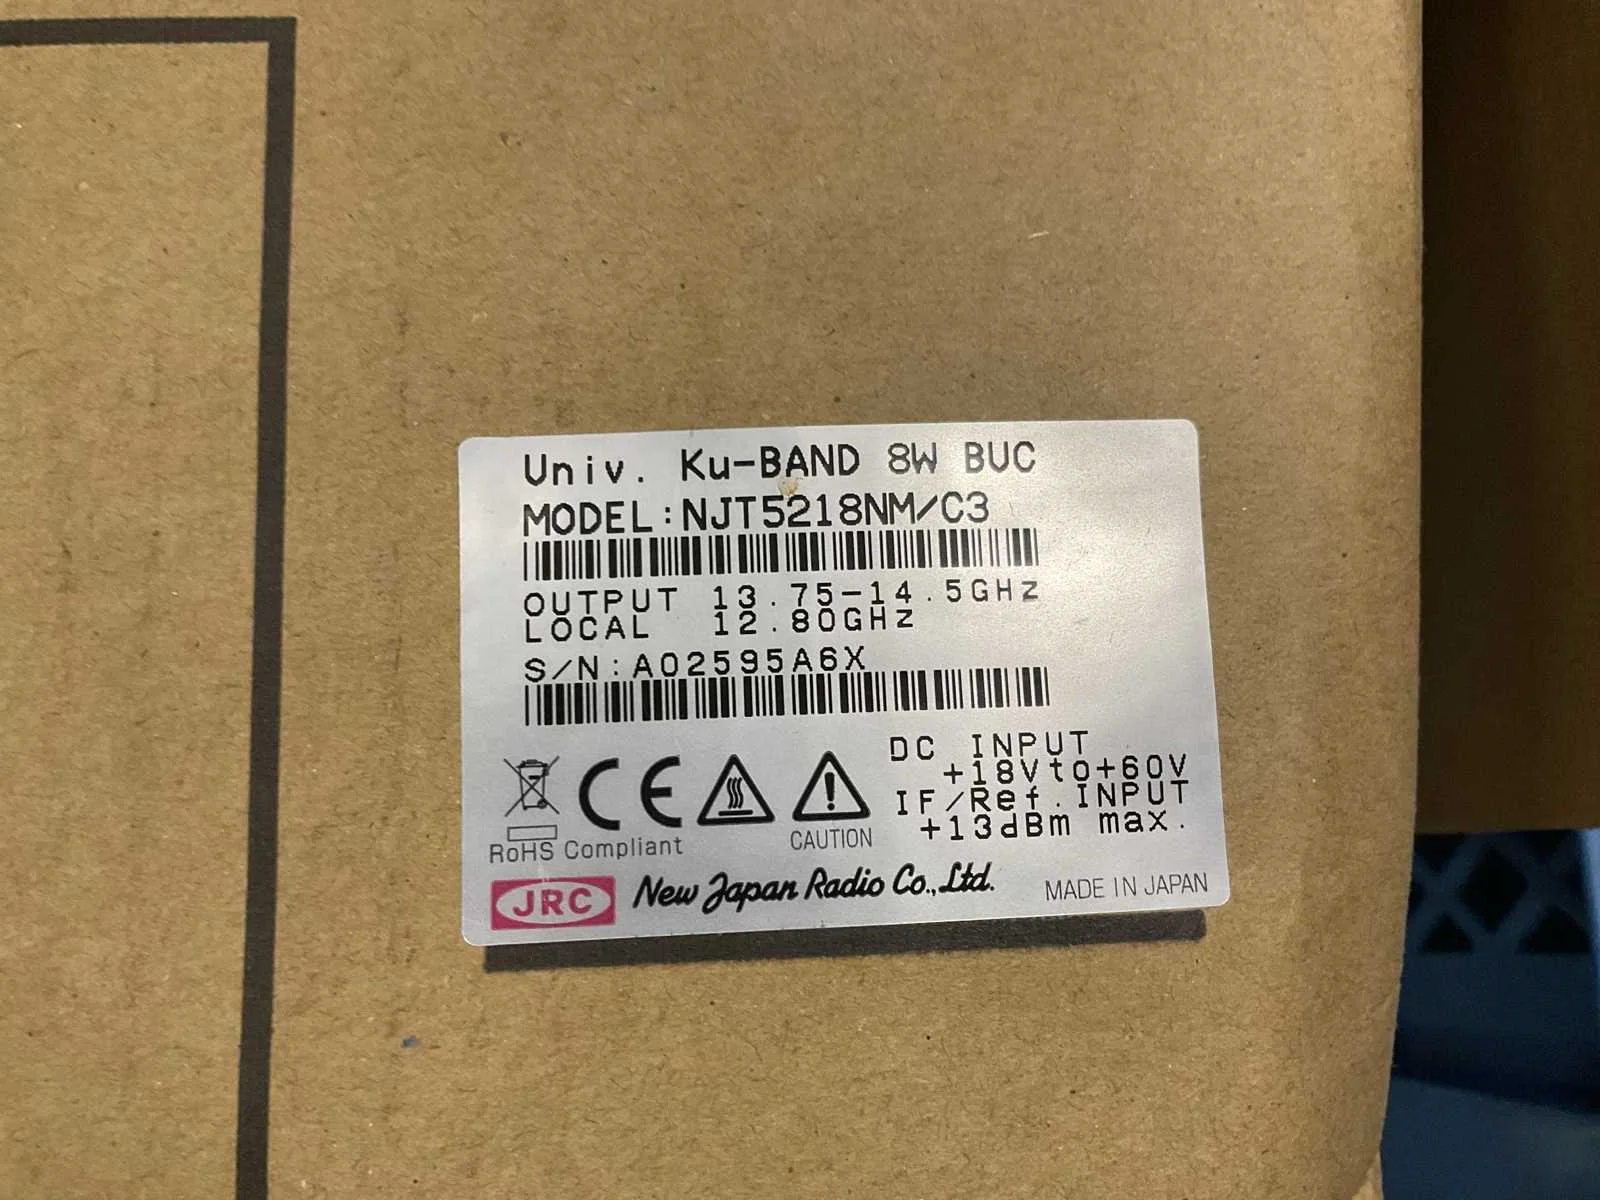 Univ. Ku-BAND 8W BUC
MODEL:NJT5218NM/C3
OUTPUT 13.75-14.5GHz
LOCAL 12.80GHz
S/N:A02595A6X
DC INPUT
+18Vto+60V
IF/Ref.INPUT
+13dBm max.
CE
CAUTION
RoHS Compliant
JRC New Japan Radio Co.,Ltd. MADE IN JAPAN